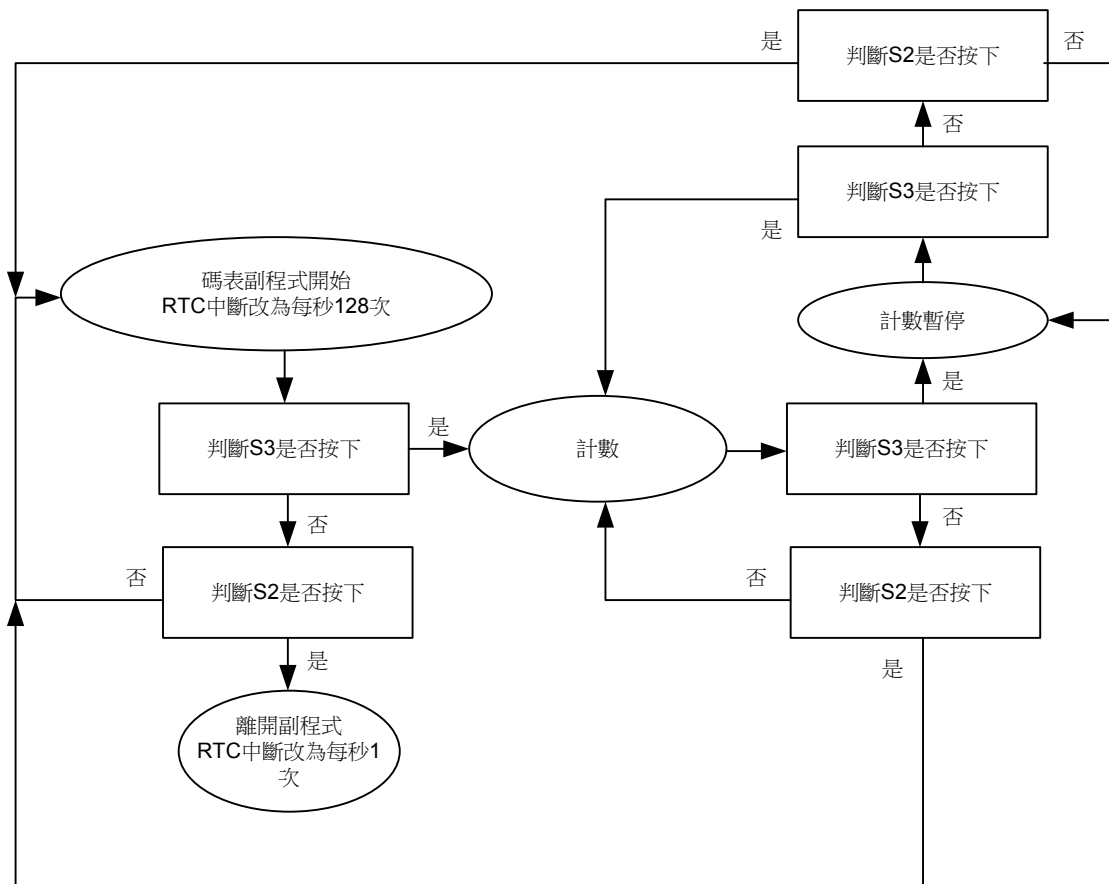 是
判斷S2是否按下
否
否
判斷S3是否按下
是
碼表副程式開始
RTC中斷改為每秒128次
計數暫停
是
判斷S3是否按下
是
計數
判斷S3是否按下
否
否
否
判斷S2是否按下
否
判斷S2是否按下
是
是
離開副程式
RTC中斷改為每秒1
次